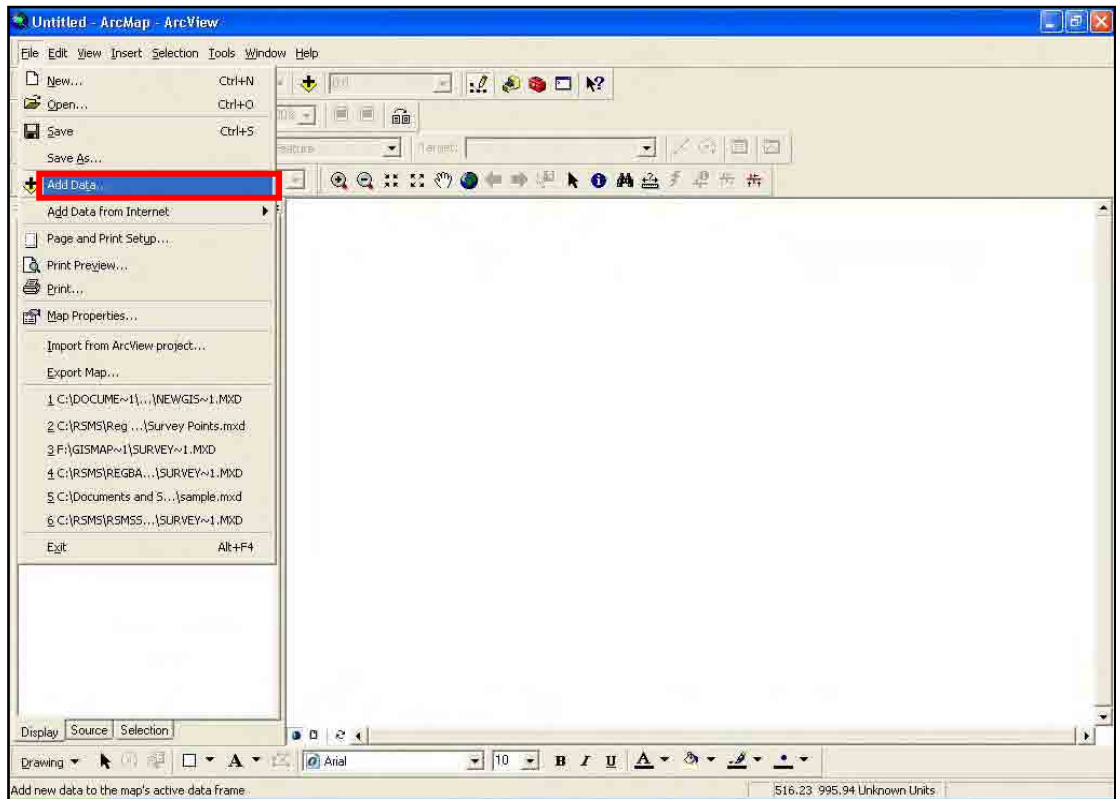 Untitled - ArcMap - ArcView
File Edit View Insert Selection Tools Window Help
New... Ctrl+N
Open... Ctrl+O
Save Ctrl+S
Save As...
Target:
Add Data...
Add Data from Internet
Page and Print Setup...
Print Preview...
Print...
Map Properties...
Import from ArcView project...
Export Map...
1 C:\DOCUME~1\...\NEWGIS~1.MXD
2 C:\RSMS\Reg ...\Survey Points.mxd
3 F:\GISMAP~1\SURVEY~1.MXD
4 C:\RSMS\REGBA...\SURVEY~1.MXD
5 C:\Documents and S...\sample.mxd
6 C:\RSMS\RSMSS...\SURVEY~1.MXD
Exit Alt+F4
Display Source Selection
Drawing A Arial 10 B I U A
Add new data to the map's active data frame 516.23 995.94 Unknown Units